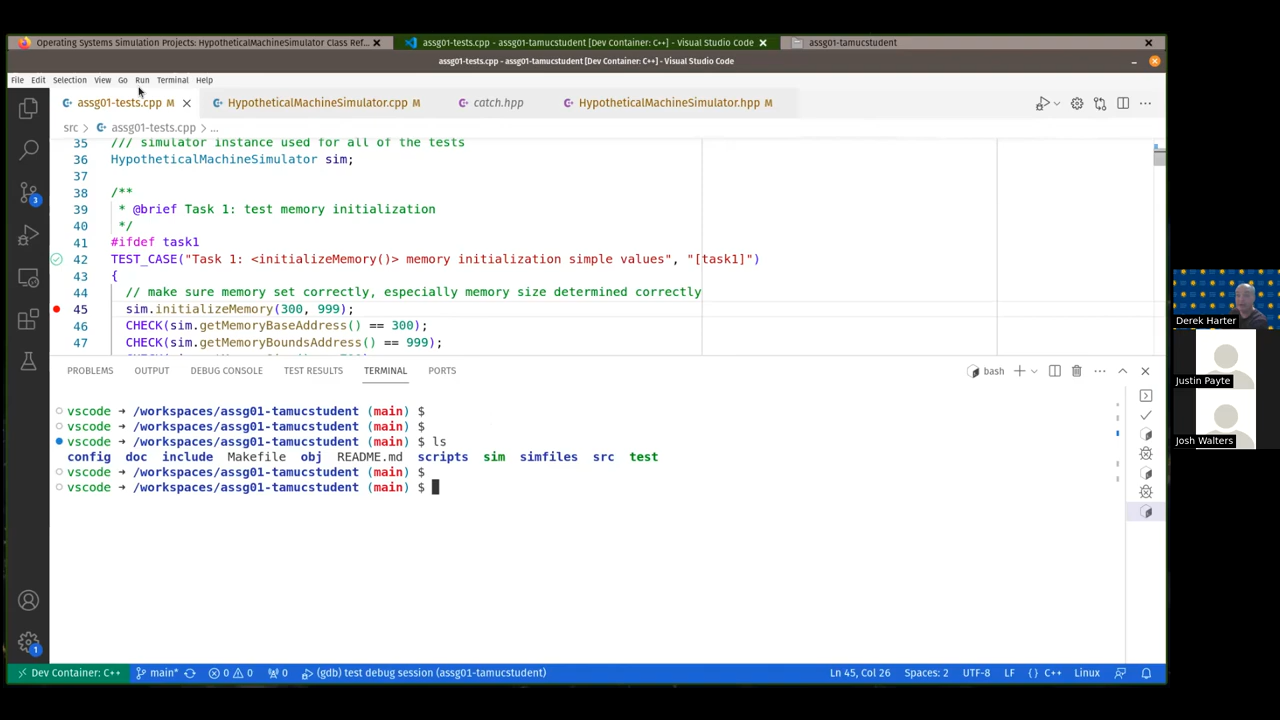 Operating Systems Simulation Projects: HypotheticalMachineSimulator Class Ref...
assg01-tests.cpp - assg01-tamucstudent [Dev Container: C++] - Visual Studio Code
assg01-tamucstudent
assg01-tests.cpp - assg01-tamucstudent [Dev Container: C++] - Visual Studio Code
File Edit Selection View Go Run Terminal Help
assg01-tests.cpp M
HypotheticalMachineSimulator.cpp M
catch.hpp
HypotheticalMachineSimulator.hpp M
src > assg01-tests.cpp > ...
35 /// simulator instance used for all of the tests
36 HypotheticalMachineSimulator sim;
37
38 /**
39 * @brief Task 1: test memory initialization
40 */
41 #ifdef task1
42 TEST_CASE("Task 1: <initializeMemory()> memory initialization simple values", "[task1]")
43 {
44 // make sure memory set correctly, especially memory size determined correctly
45 sim.initializeMemory(300, 999);
46 CHECK(sim.getMemoryBaseAddress() == 300);
47 CHECK(sim.getMemoryBoundsAddress() == 999);
PROBLEMS OUTPUT DEBUG CONSOLE TEST RESULTS TERMINAL PORTS
bash
vscode ➜ /workspaces/assg01-tamucstudent (main) $
vscode ➜ /workspaces/assg01-tamucstudent (main) $
vscode ➜ /workspaces/assg01-tamucstudent (main) $ ls
config doc include Makefile obj README.md scripts sim simfiles src test
vscode ➜ /workspaces/assg01-tamucstudent (main) $
vscode ➜ /workspaces/assg01-tamucstudent (main) $
3
1
Dev Container: C++ main* 0 0 0 (gdb) test debug session (assg01-tamucstudent)
Ln 45, Col 26 Spaces: 2 UTF-8 LF {} C++ Linux
Derek Harter
Justin Payte
Josh Walters